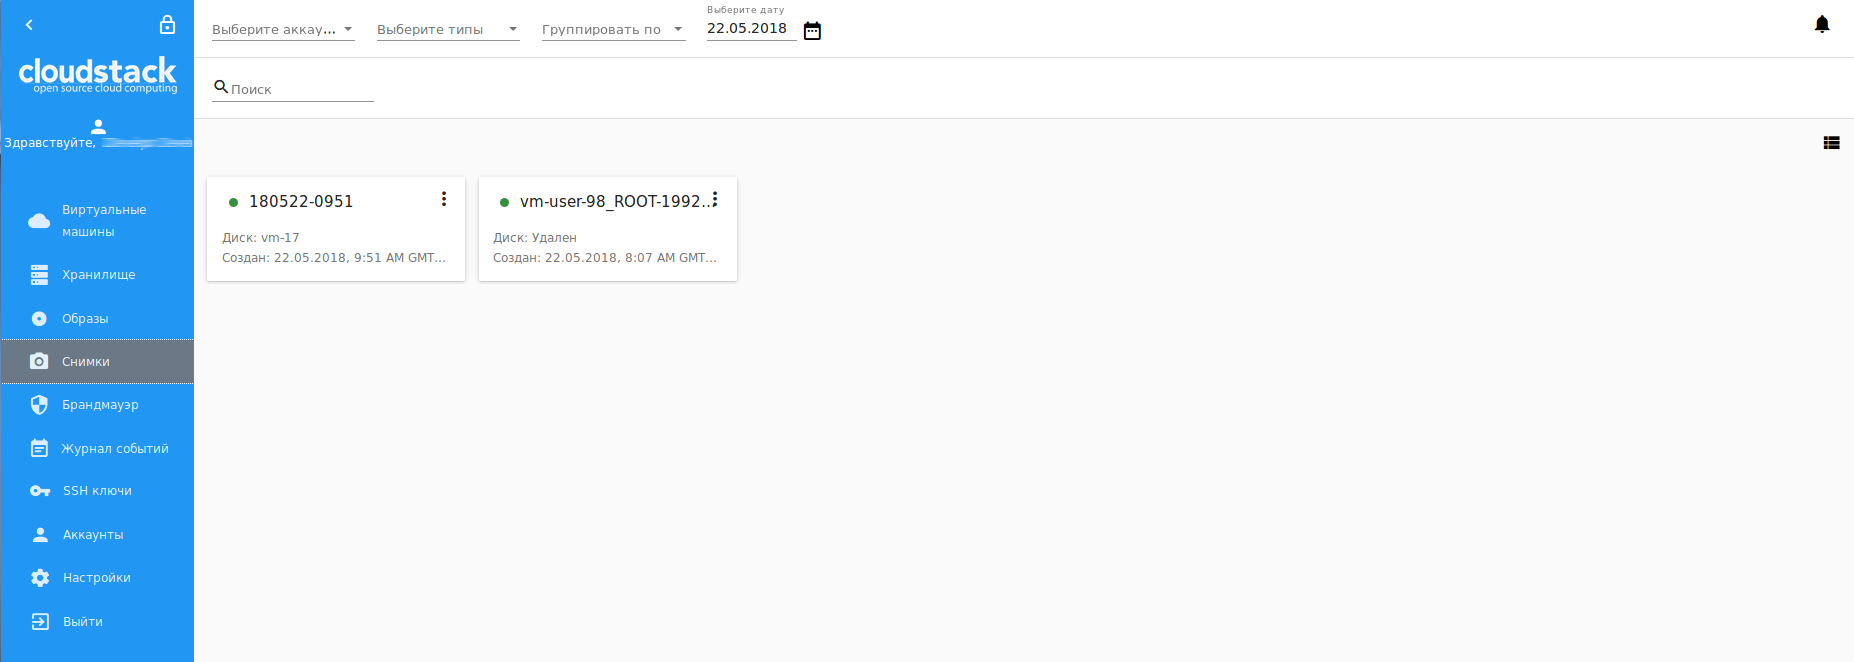 cloudstack
open source cloud computing
Здравствуйте,
Виртуальные
машины
Хранилище
Образы
Снимки
Брандмауэр
Журнал событий
SSH ключи
Аккаунты
Настройки
Выйти
Выберите аккау...
Выберите типы
Группировать по
Выберите дату
22.05.2018
Поиск
180522-0951
Диск: vm-17
Создан: 22.05.2018, 9:51 AM GMT...
vm-user-98_ROOT-1992...
Диск: Удален
Создан: 22.05.2018, 8:07 AM GMT...